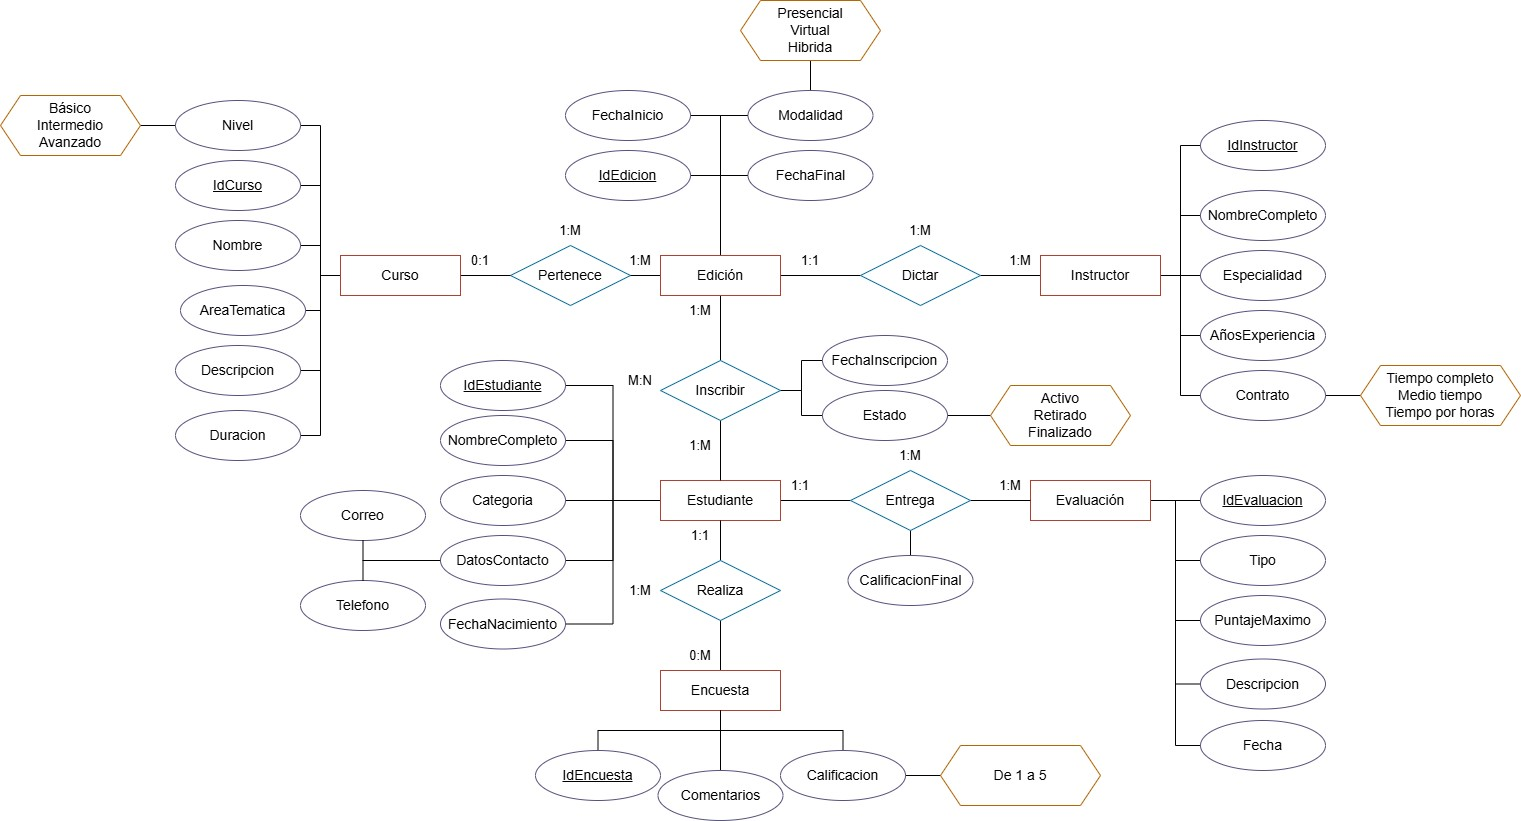 Presencial
Virtual
Hibrida
Básico
Intermedio
Avanzado
Nivel
FechaInicio
Modalidad
IdCurso
IdEdicion
FechaFinal
IdInstructor
Nombre
NombreCompleto
Curso
0:1
1:M
Pertenece
1:M
Edición
1:1
1:M
Dictar
1:M
Instructor
Especialidad
AreaTematica
1:M
AñosExperiencia
Descripcion
Contrato
Tiempo completo
Medio tiempo
Tiempo por horas
Duracion
M:N
Inscribir
FechaInscripcion
Estado
Activo
Retirado
Finalizado
IdEstudiante
NombreCompleto
1:M
Categoria
Estudiante
1:1
1:M
Entrega
1:M
Evaluación
IdEvaluacion
Correo
DatosContacto
Telefono
1:1
CalificacionFinal
Tipo
1:M
Realiza
FechaNacimiento
PuntajeMaximo
0:M
Encuesta
Descripcion
Fecha
IdEncuesta
Comentarios
Calificacion
De 1 a 5